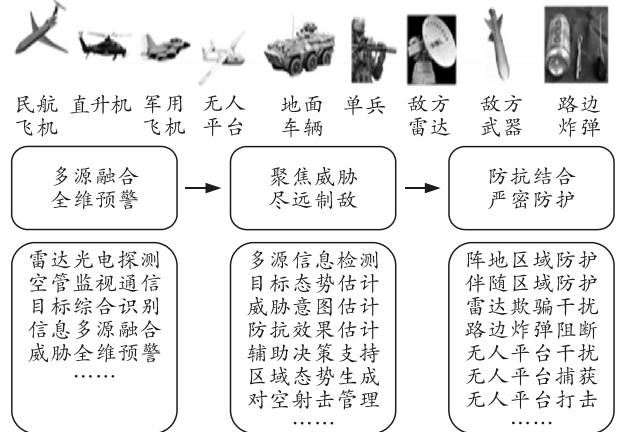 民航 直升机 军用 无人 地面 单兵 敌方 敌方 路边
飞机 飞机 平台 车辆 雷达 武器 炸弹
多源融合
全维预警
聚焦威胁
尽远制敌
防抗结合
严密防护
雷达光电探测
空管监视通信
目标综合识别
信息多源融合
威胁全维预警
……
多源信息检测
目标态势估计
威胁意图估计
防抗效果估计
辅助决策支持
区域态势生成
对空射击管理
……
阵地区域防护
伴随区域防护
雷达欺骗干扰
路边炸弹阻断
无人平台干扰
无人平台捕获
无人平台打击
……